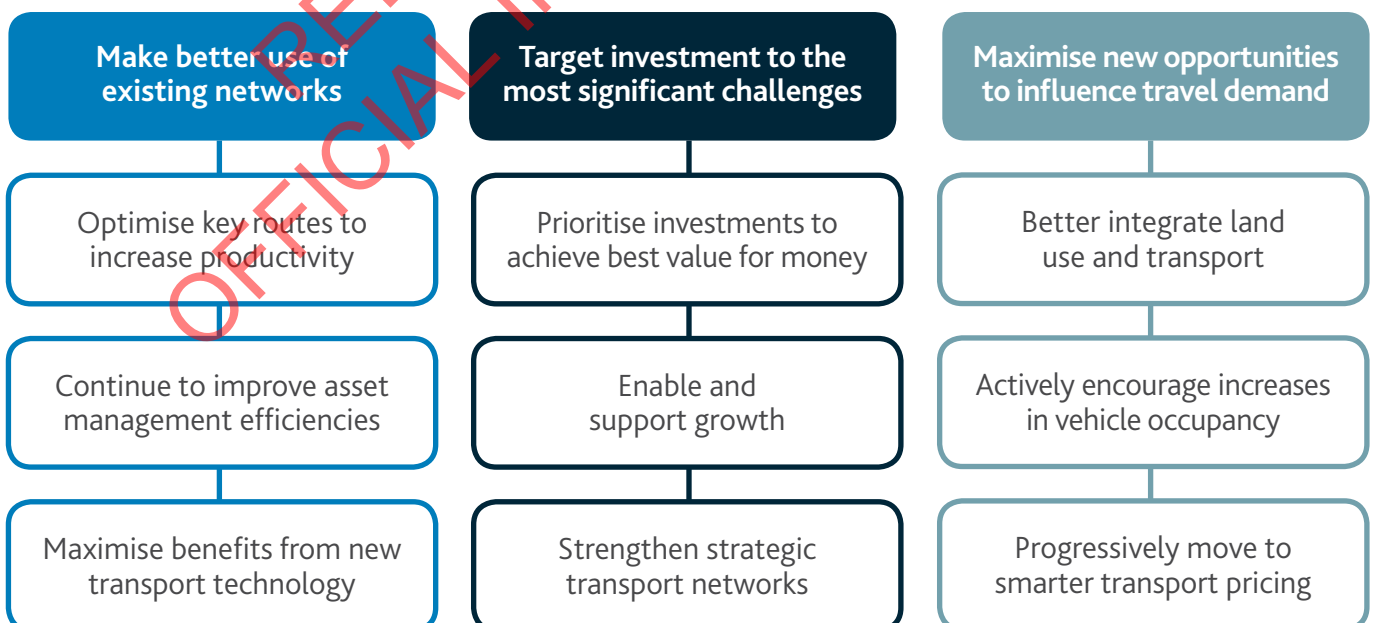 Make better use of
existing networks
Optimise key routes to
increase productivity
Continue to improve asset
management efficiencies
Maximise benefits from new
transport technology
Target investment to the
most significant challenges
Prioritise investments to
achieve best value for money
Enable and
support growth
Strengthen strategic
transport networks
Maximise new opportunities
to influence travel demand
Better integrate land
use and transport
Actively encourage increases
in vehicle occupancy
Progressively move to
smarter transport pricing
OFFICIAL